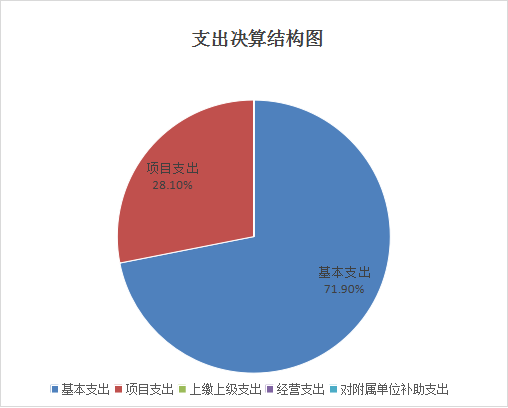 支出决算结构图
项目支出
28.10%
基本支出
71.90%
基本支出 项目支出 上缴上级支出 经营支出 对附属单位补助支出